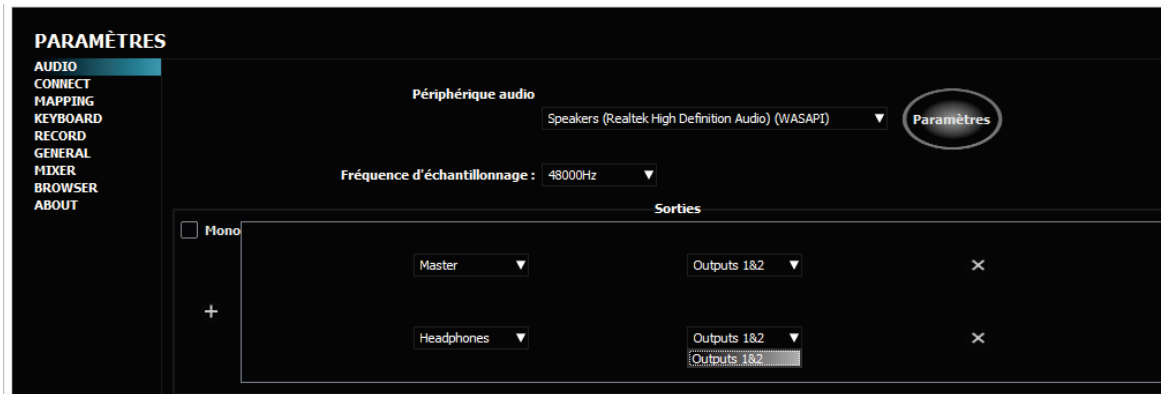 PARAMÈTRES
AUDIO
CONNECT
MAPPING
KEYBOARD
RECORD
GENERAL
MIXER
BROWSER
ABOUT
Périphérique audio
Speakers (Realtek High Definition Audio) (WASAPI)
Paramètres
Fréquence d'échantillonnage : 48000Hz
Sorties
Mono
Master Outputs 1&2
Headphones Outputs 1&2
Outputs 1&2